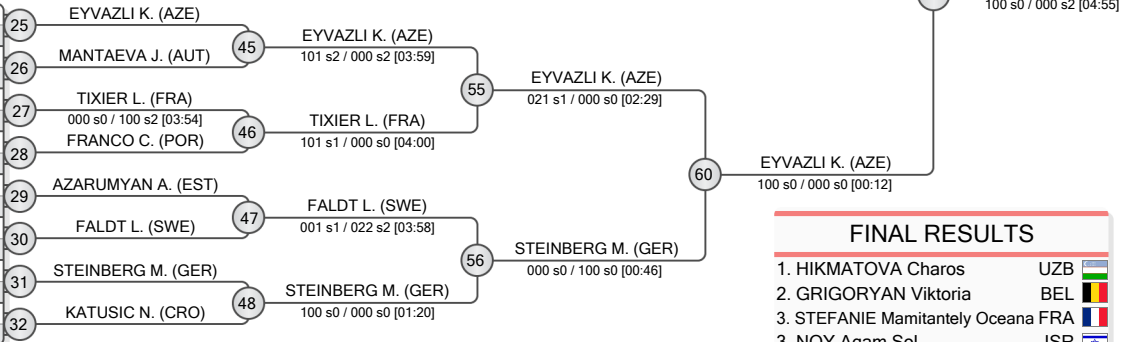 100 s0 / 000 s2 [04:55]
25
EYVAZLI K. (AZE)
26
MANTAEVA J. (AUT)
45
EYVAZLI K. (AZE)
101 s2 / 000 s2 [03:59]
27
TIXIER L. (FRA)
000 s0 / 100 s2 [03:54]
28
FRANCO C. (POR)
46
TIXIER L. (FRA)
101 s1 / 000 s0 [04:00]
55
EYVAZLI K. (AZE)
021 s1 / 000 s0 [02:29]
29
AZARUMYAN A. (EST)
30
FALDT L. (SWE)
47
FALDT L. (SWE)
001 s1 / 022 s2 [03:58]
31
STEINBERG M. (GER)
32
KATUSIC N. (CRO)
48
STEINBERG M. (GER)
100 s0 / 000 s0 [01:20]
56
STEINBERG M. (GER)
000 s0 / 100 s0 [00:46]
60
EYVAZLI K. (AZE)
100 s0 / 000 s0 [00:12]
FINAL RESULTS
1. HIKMATOVA Charos UZB
2. GRIGORYAN Viktoria BEL
3. STEFANIE Mamitantely Oceana FRA
3. NOY Agam Sol ISR